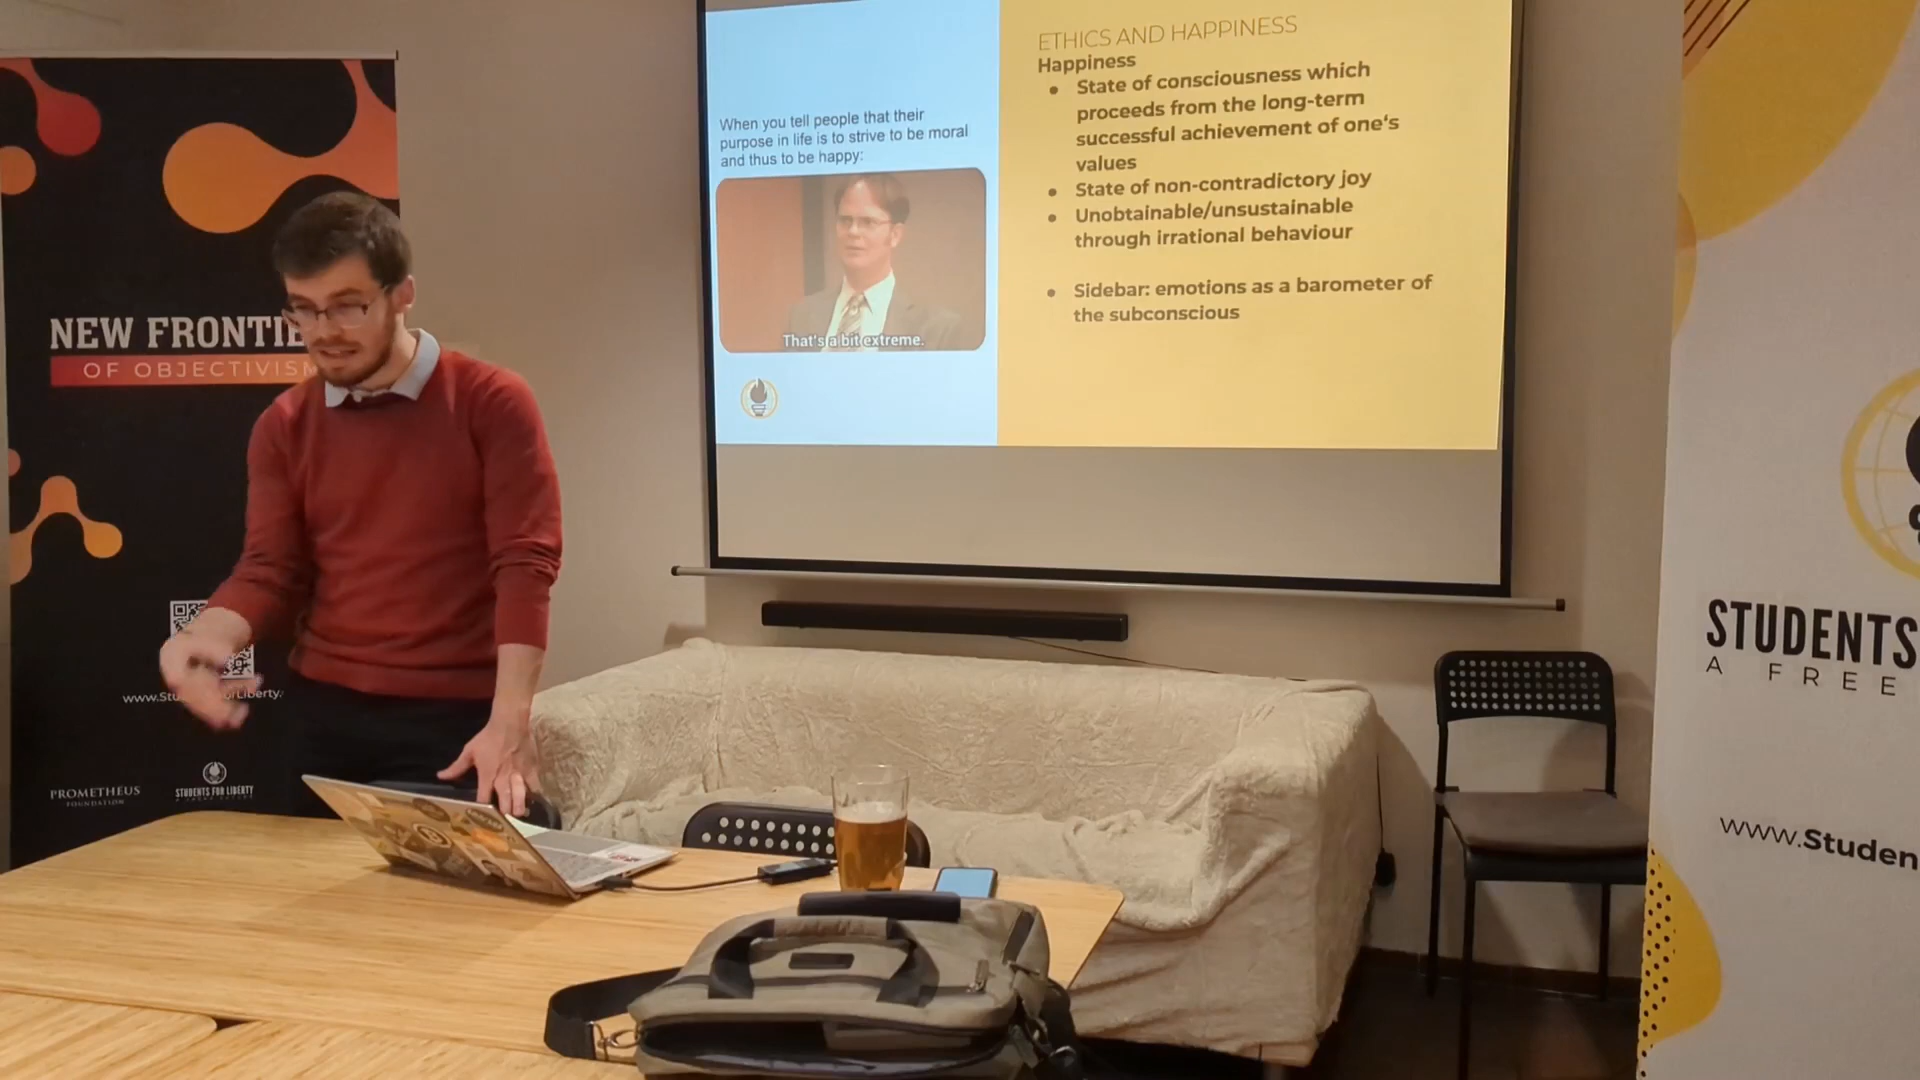 NEW FRONTIE
OF OBJECTIVISM
www.Stu
orLiberty.
PROMETHEUS
FOUNDATION
STUDENTS FOR LIBERTY
When you tell people that their
purpose in life is to strive to be moral
and thus to be happy:
That's a bit extreme.
ETHICS AND HAPPINESS
Happiness
• State of consciousness which
proceeds from the long-term
successful achievement of one‘s
values
• State of non-contradictory joy
• Unobtainable/unsustainable
through irrational behaviour
• Sidebar: emotions as a barometer of
the subconscious
STUDENTS
A FREE
www.Studen